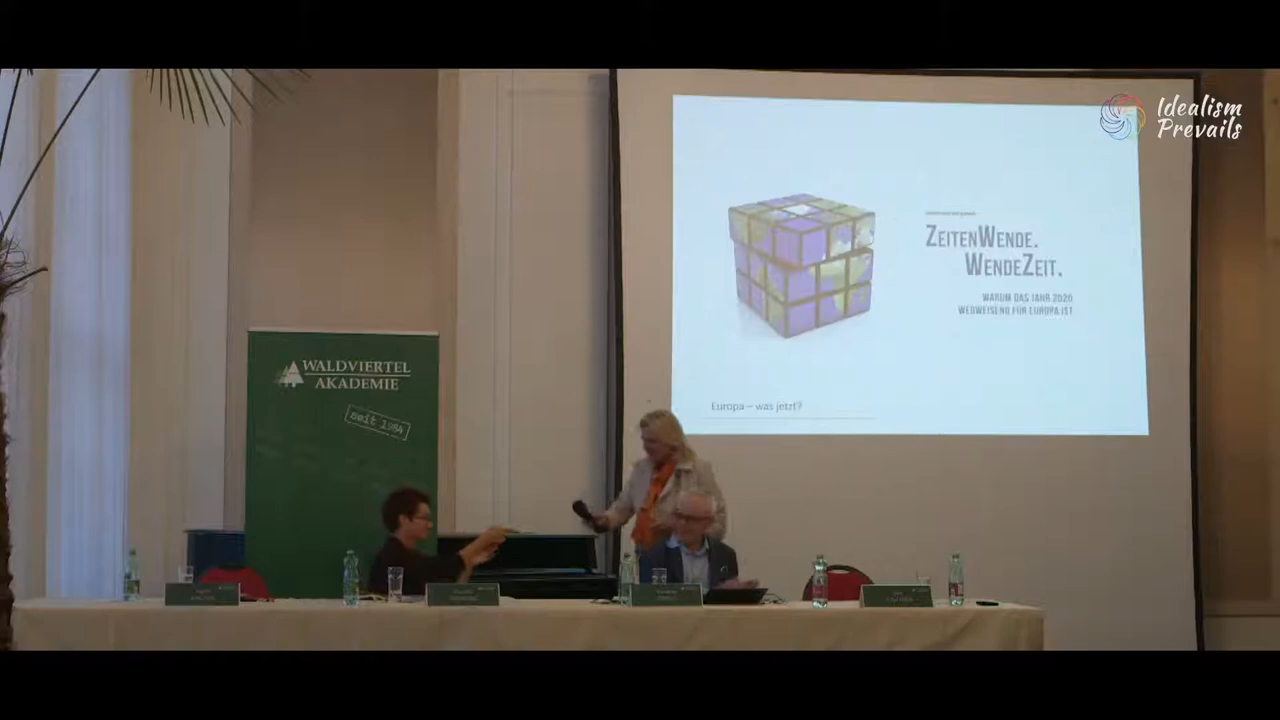 Idealism
Prevails
ZEITENWENDE.
WENDEZEIT.
WARUM DAS JAHR 2020
WEGWEISEND FÜR EUROPA IST
Europa – was jetzt?
WALDVIERTEL
AKADEMIE
seit 1984